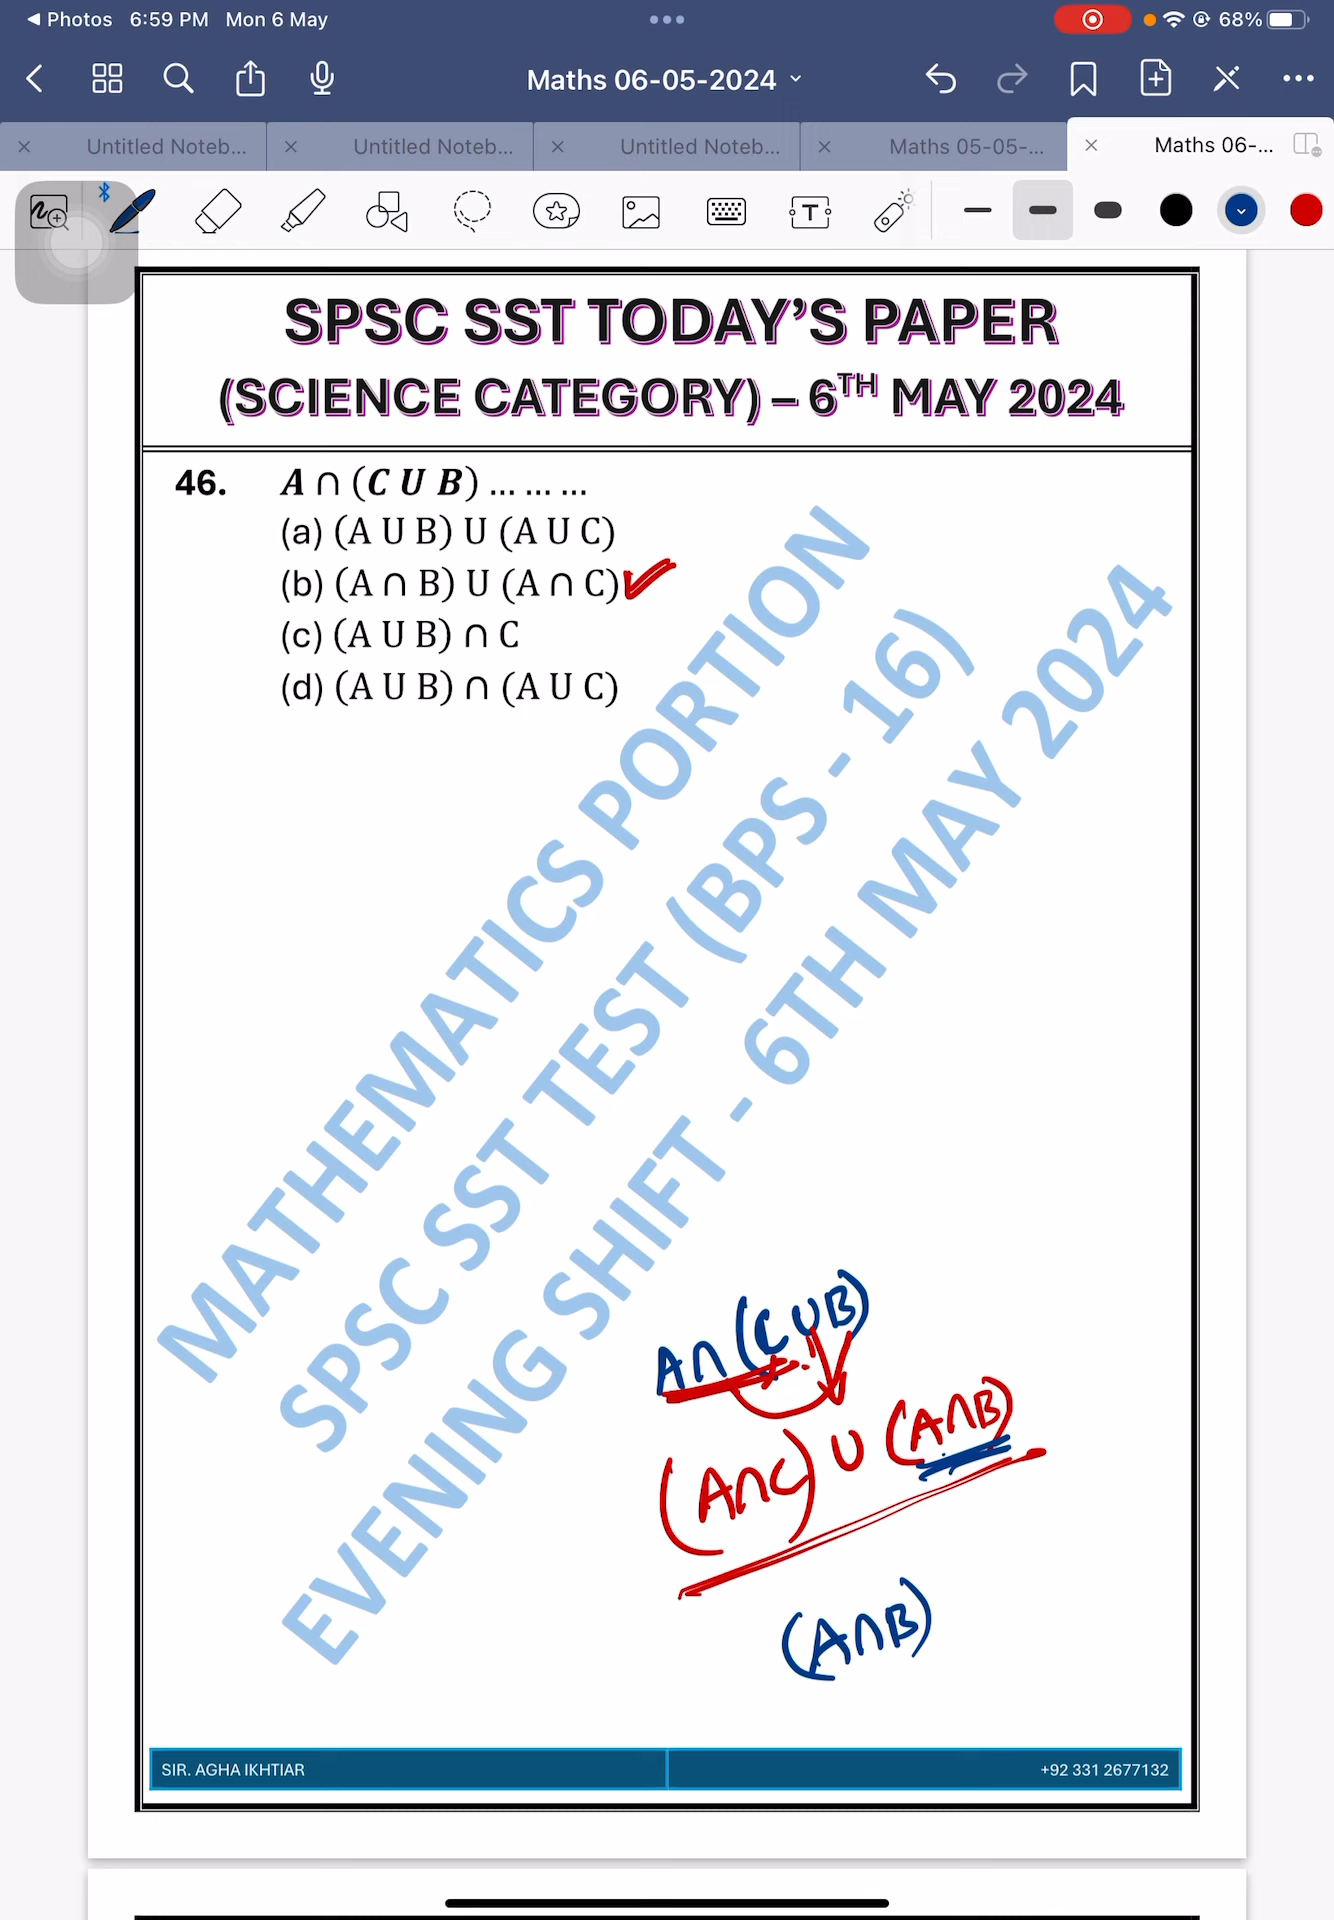 Photos 6:59 PM Mon 6 May 68%
Maths 06-05-2024
Untitled Noteb... Untitled Noteb... Untitled Noteb... Maths 05-05-... Maths 06-...
T
SPSC SST TODAY'S PAPER
(SCIENCE CATEGORY) – 6TH MAY 2024
46. A ∩ (C U B) ... ... ...
(a) (A U B) U (A U C)
(b) (A ∩ B) U (A ∩ C)
(c) (A U B) ∩ C
(d) (A U B) ∩ (A U C)
MATHEMATICS PORTION
SPSC SST TEST (BPS - 16)
EVENING SHIFT - 6TH MAY 2024
A∩(C∪B)
(A∩C) ∪ (A∩B)
(A∩B)
SIR. AGHA IKHTIAR +92 331 2677132